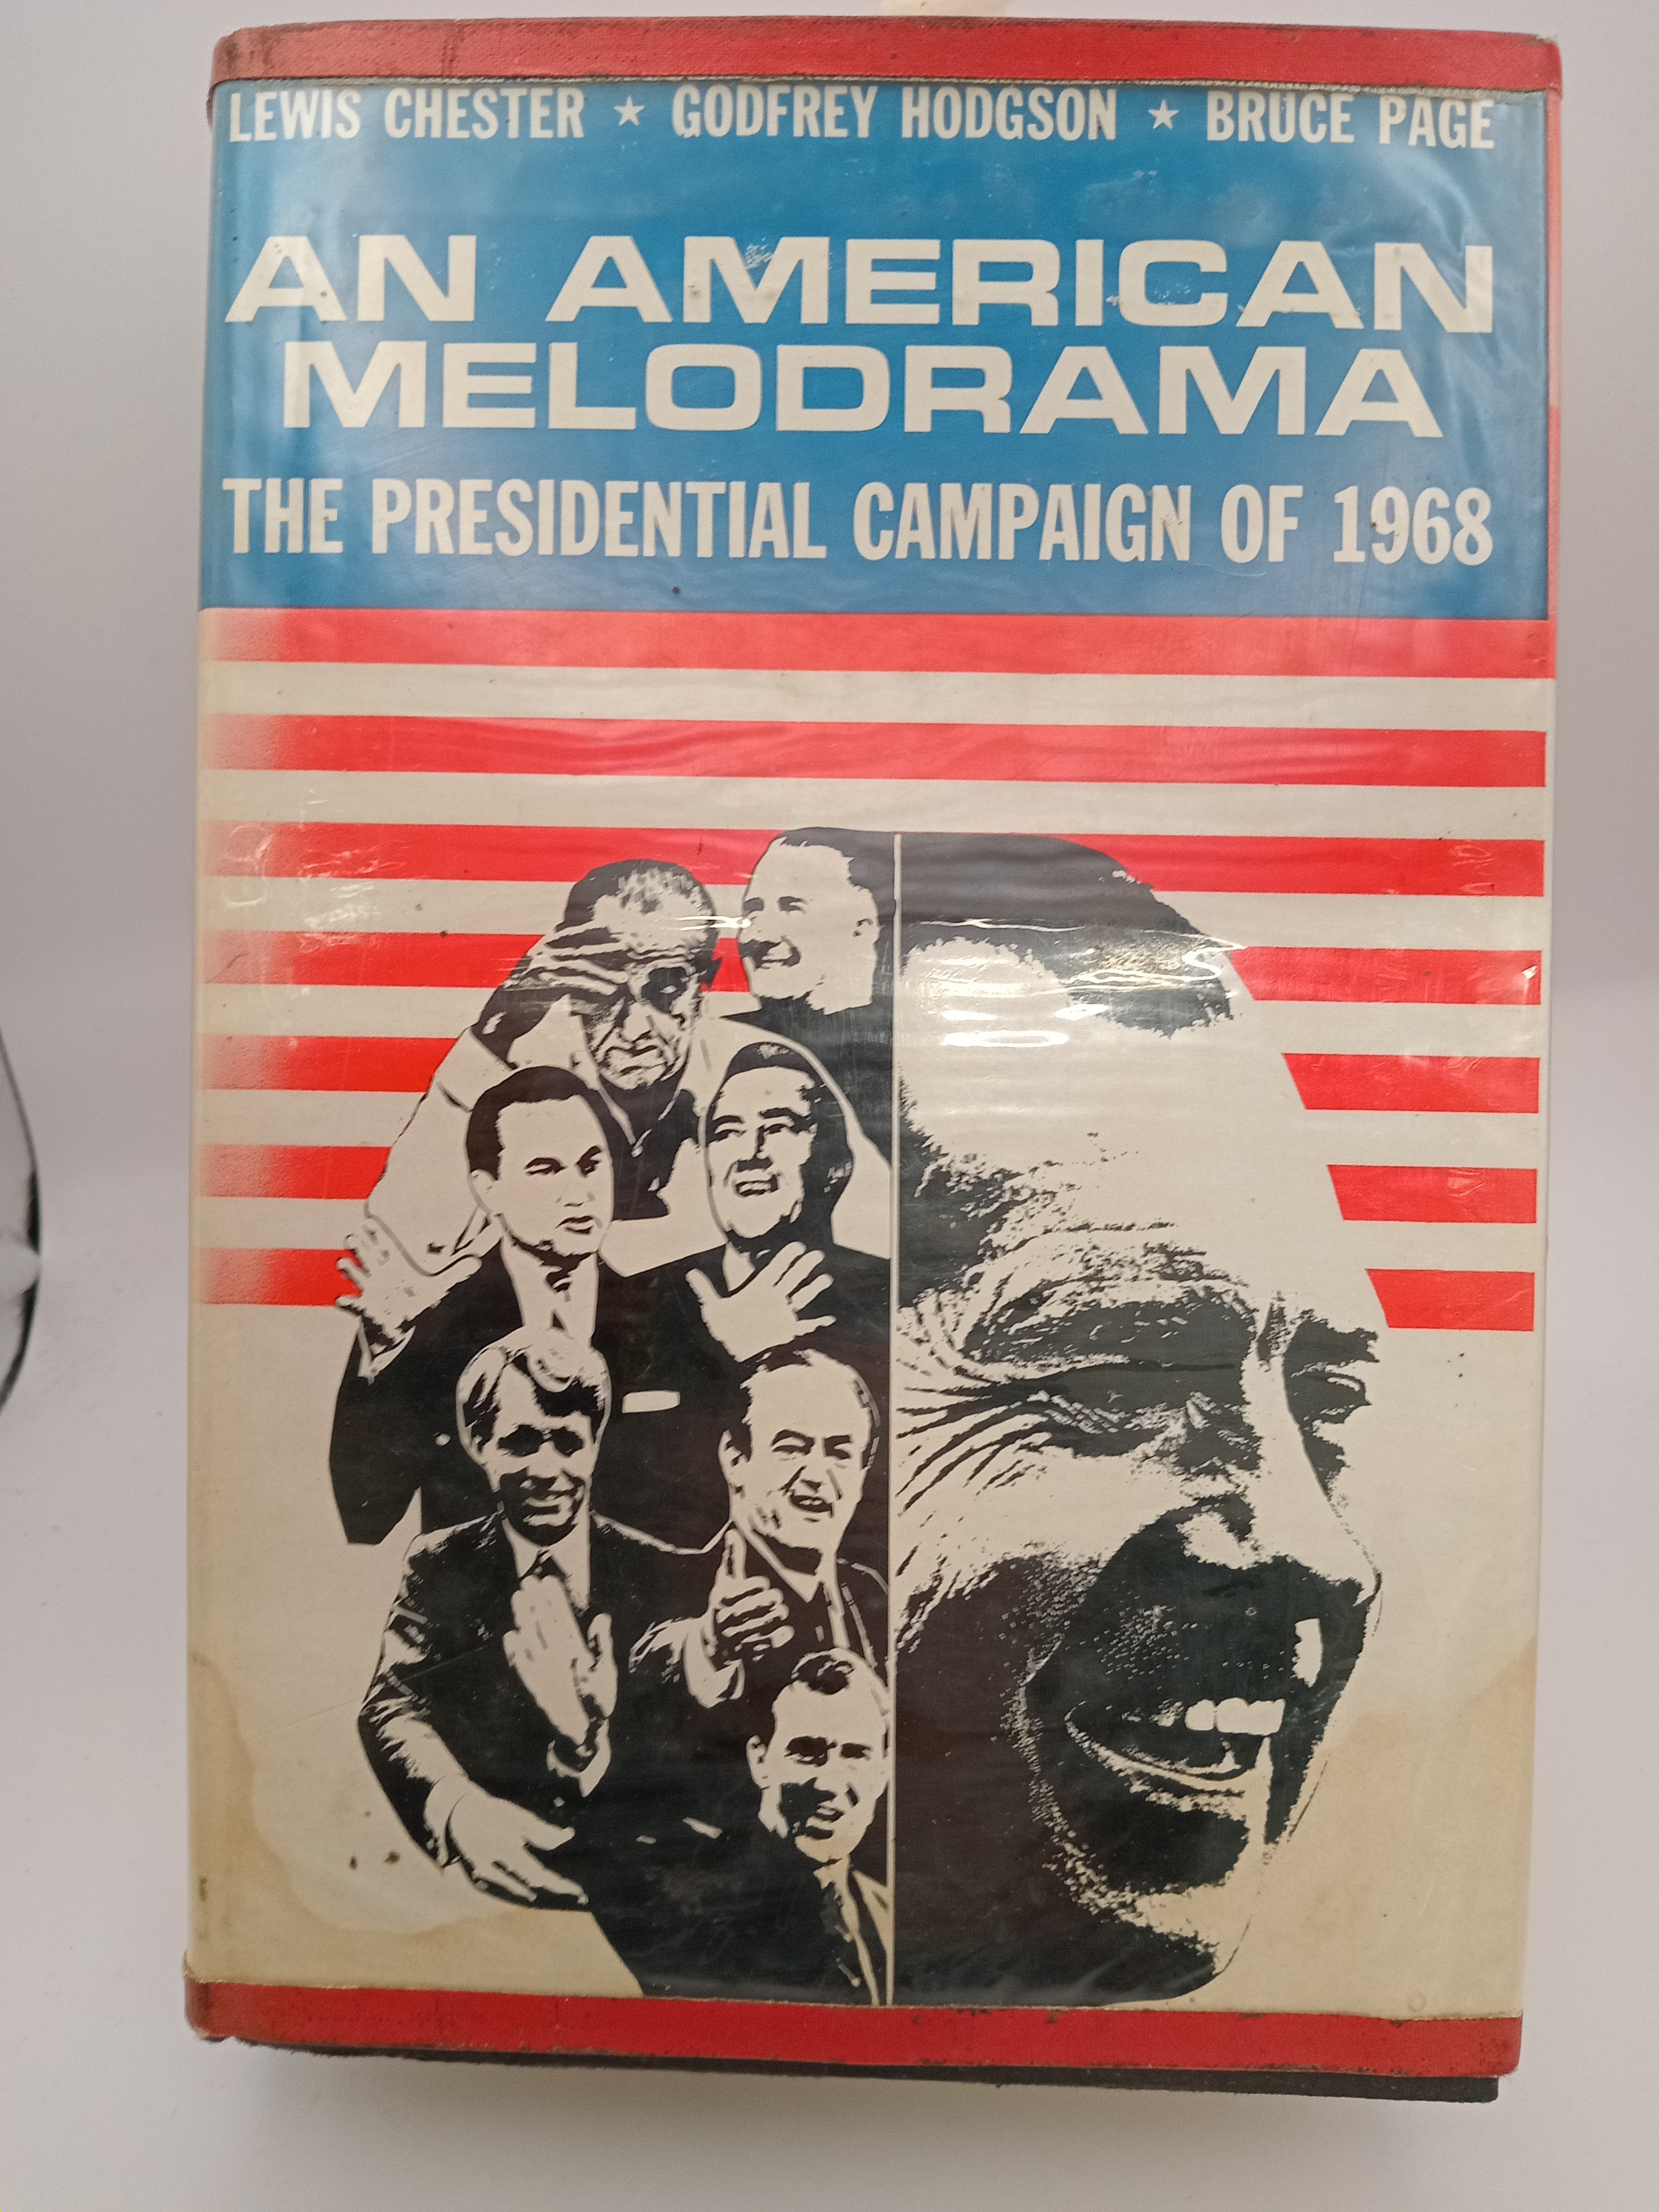 LEWIS CHESTER ★ GODFREY HODGSON ★ BRUCE PAGE
AN AMERICAN
MELODRAMA
THE PRESIDENTIAL CAMPAIGN OF 1968